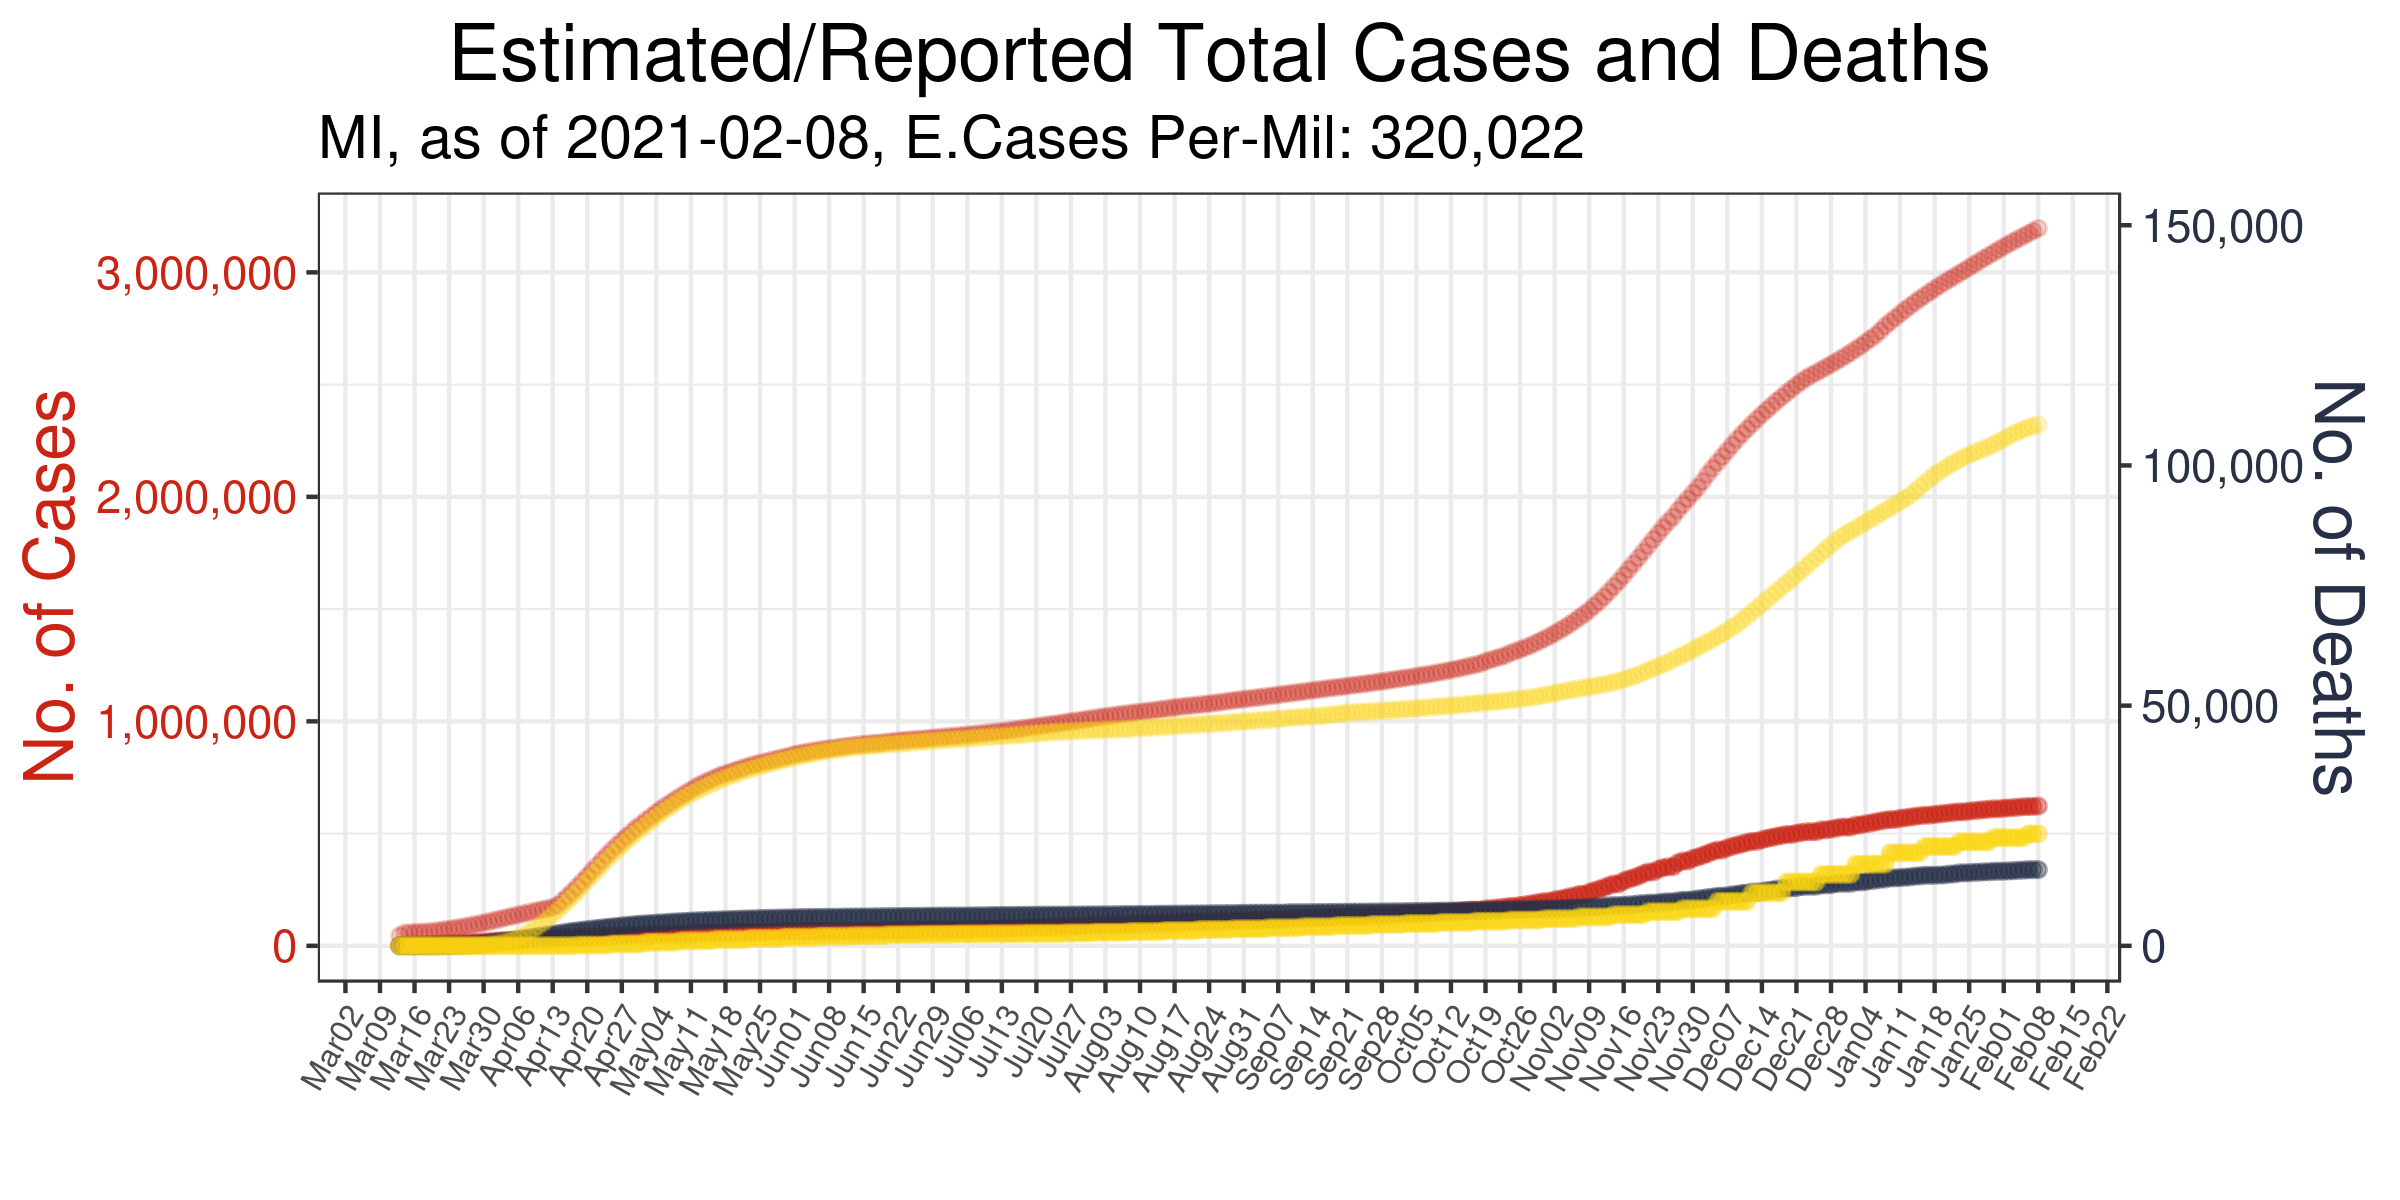 Estimated/Reported Total Cases and Deaths
MI, as of 2021-02-08, E.Cases Per-Mil: 320,022
No. of Cases
3,000,000
2,000,000
1,000,000
0
150,000
100,000
50,000
0
No. of Deaths
Mar02
Mar09
Mar16
Mar23
Mar30
Apr06
Apr13
Apr20
Apr27
May04
May11
May18
May25
Jun01
Jun08
Jun15
Jun22
Jun29
Jul06
Jul13
Jul20
Jul27
Aug03
Aug10
Aug17
Aug24
Aug31
Sep07
Sep14
Sep21
Sep28
Oct05
Oct12
Oct19
Oct26
Nov02
Nov09
Nov16
Nov23
Nov30
Dec07
Dec14
Dec21
Dec28
Dec04
Jan11
Jan18
Jan25
Feb01
Feb08
Feb15
Feb22